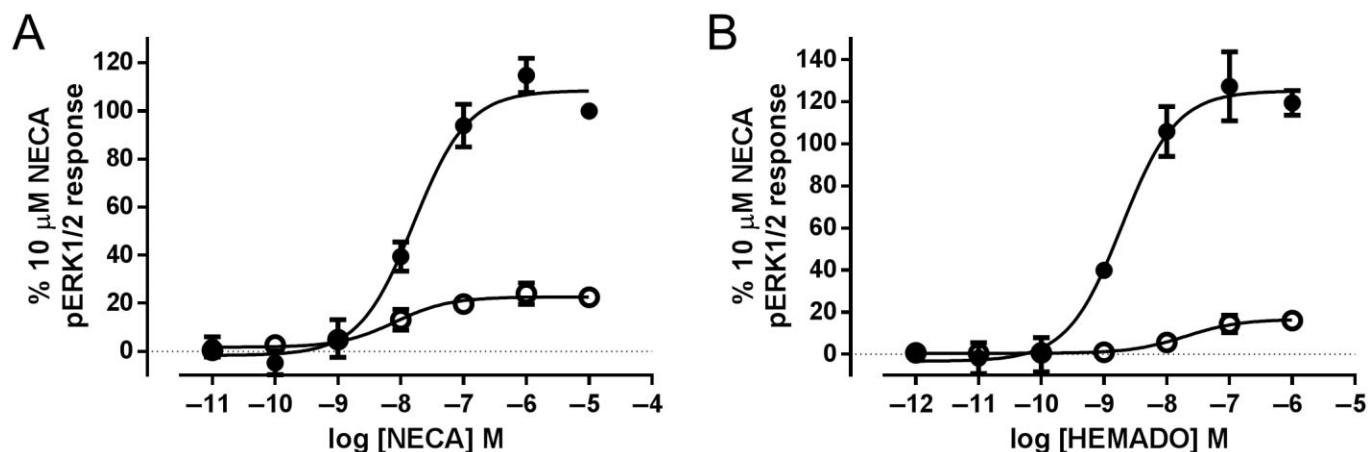 A
% 10 μM NECA
pERK1/2 response
120
100
80
60
40
20
0
–11 –10 –9 –8 –7 –6 –5 –4
log [NECA] M
B
% 10 μM NECA
pERK1/2 response
140
120
100
80
60
40
20
0
–12 –11 –10 –9 –8 –7 –6 –5
log [HEMADO] M